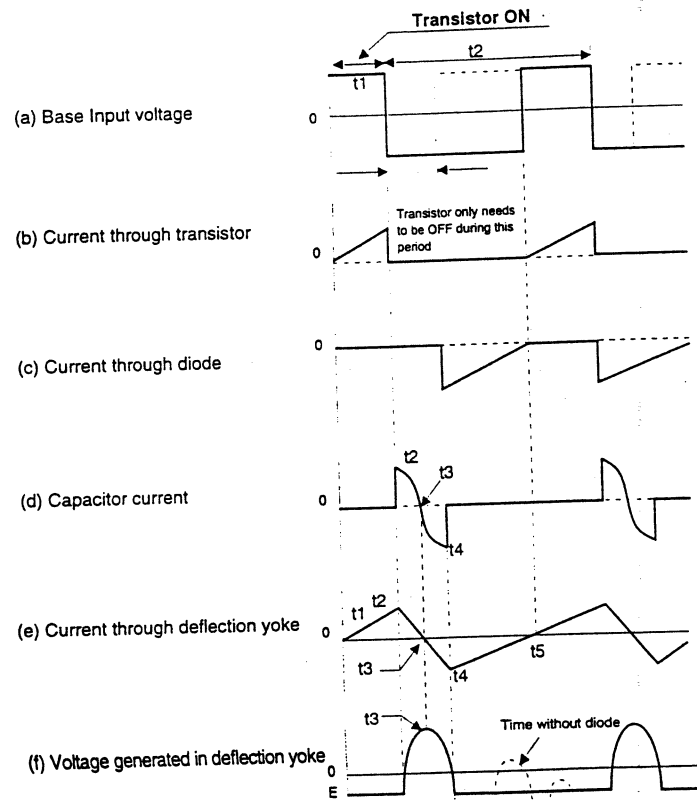 Transistor ON
t2
t1
(a) Base Input voltage
0
Transistor only needs
to be OFF during this
period
(b) Current through transistor
0
0
(c) Current through diode
t2
t3
(d) Capacitor current
0
t4
t1 t2
(e) Current through deflection yoke
0
t3
t4
t5
t3
Time without diode
(f) Voltage generated in deflection yoke
0
E